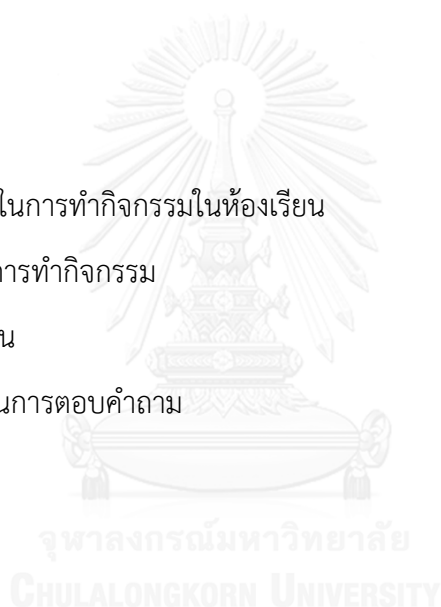 ในการทำกิจกรรมในห้องเรียน
การทำกิจกรรม
น
นการตอบคำถาม
จุฬาลงกรณ์มหาวิทยาลัย
CHULALONGKORN UNIVERSITY